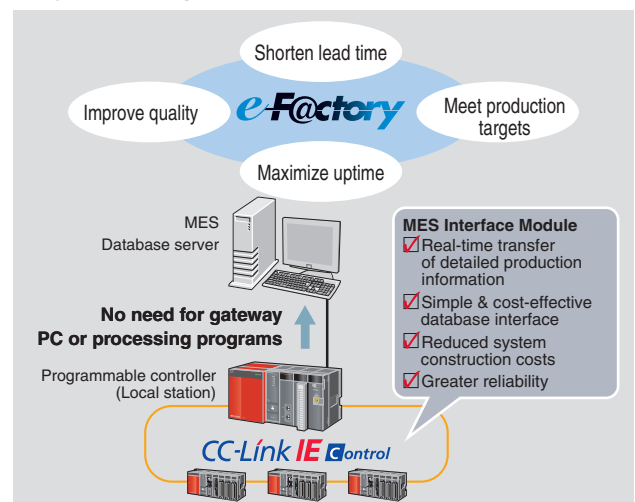 Shorten lead time
Improve quality
e-F@ctory
Meet production
targets
Maximize uptime
MES
Database server
No need for gateway
PC or processing programs
Programmable controller
(Local station)
MES Interface Module
Real-time transfer
of detailed production
information
Simple & cost-effective
database interface
Reduced system
construction costs
Greater reliability
CC-Link IE Control